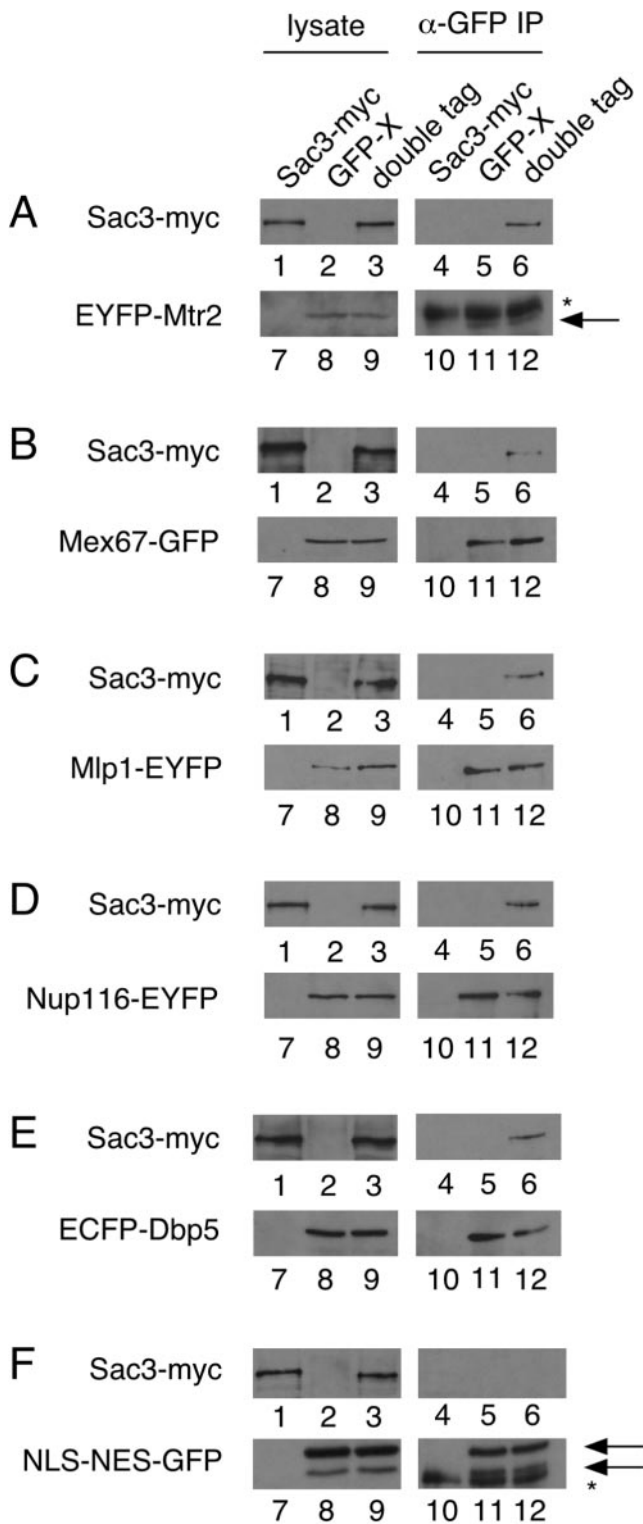 lysate α-GFP IP
Sac3-myc GFP-X double tag Sac3-myc GFP-X double tag
A Sac3-myc
1 2 3 4 5 6
EYFP-Mtr2 *
7 8 9 10 11 12
B Sac3-myc
1 2 3 4 5 6
Mex67-GFP
7 8 9 10 11 12
C Sac3-myc
1 2 3 4 5 6
Mlp1-EYFP
7 8 9 10 11 12
D Sac3-myc
1 2 3 4 5 6
Nup116-EYFP
7 8 9 10 11 12
E Sac3-myc
1 2 3 4 5 6
ECFP-Dbp5
7 8 9 10 11 12
F Sac3-myc
1 2 3 4 5 6
NLS-NES-GFP
*
7 8 9 10 11 12